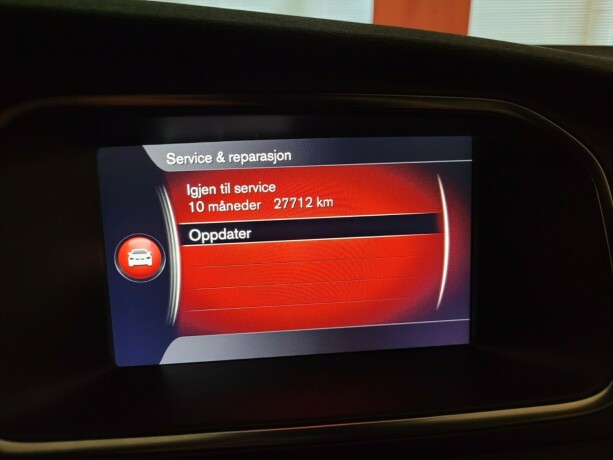 Service & reparasjon
Igjen til service
10 måneder 27712 km
Oppdater